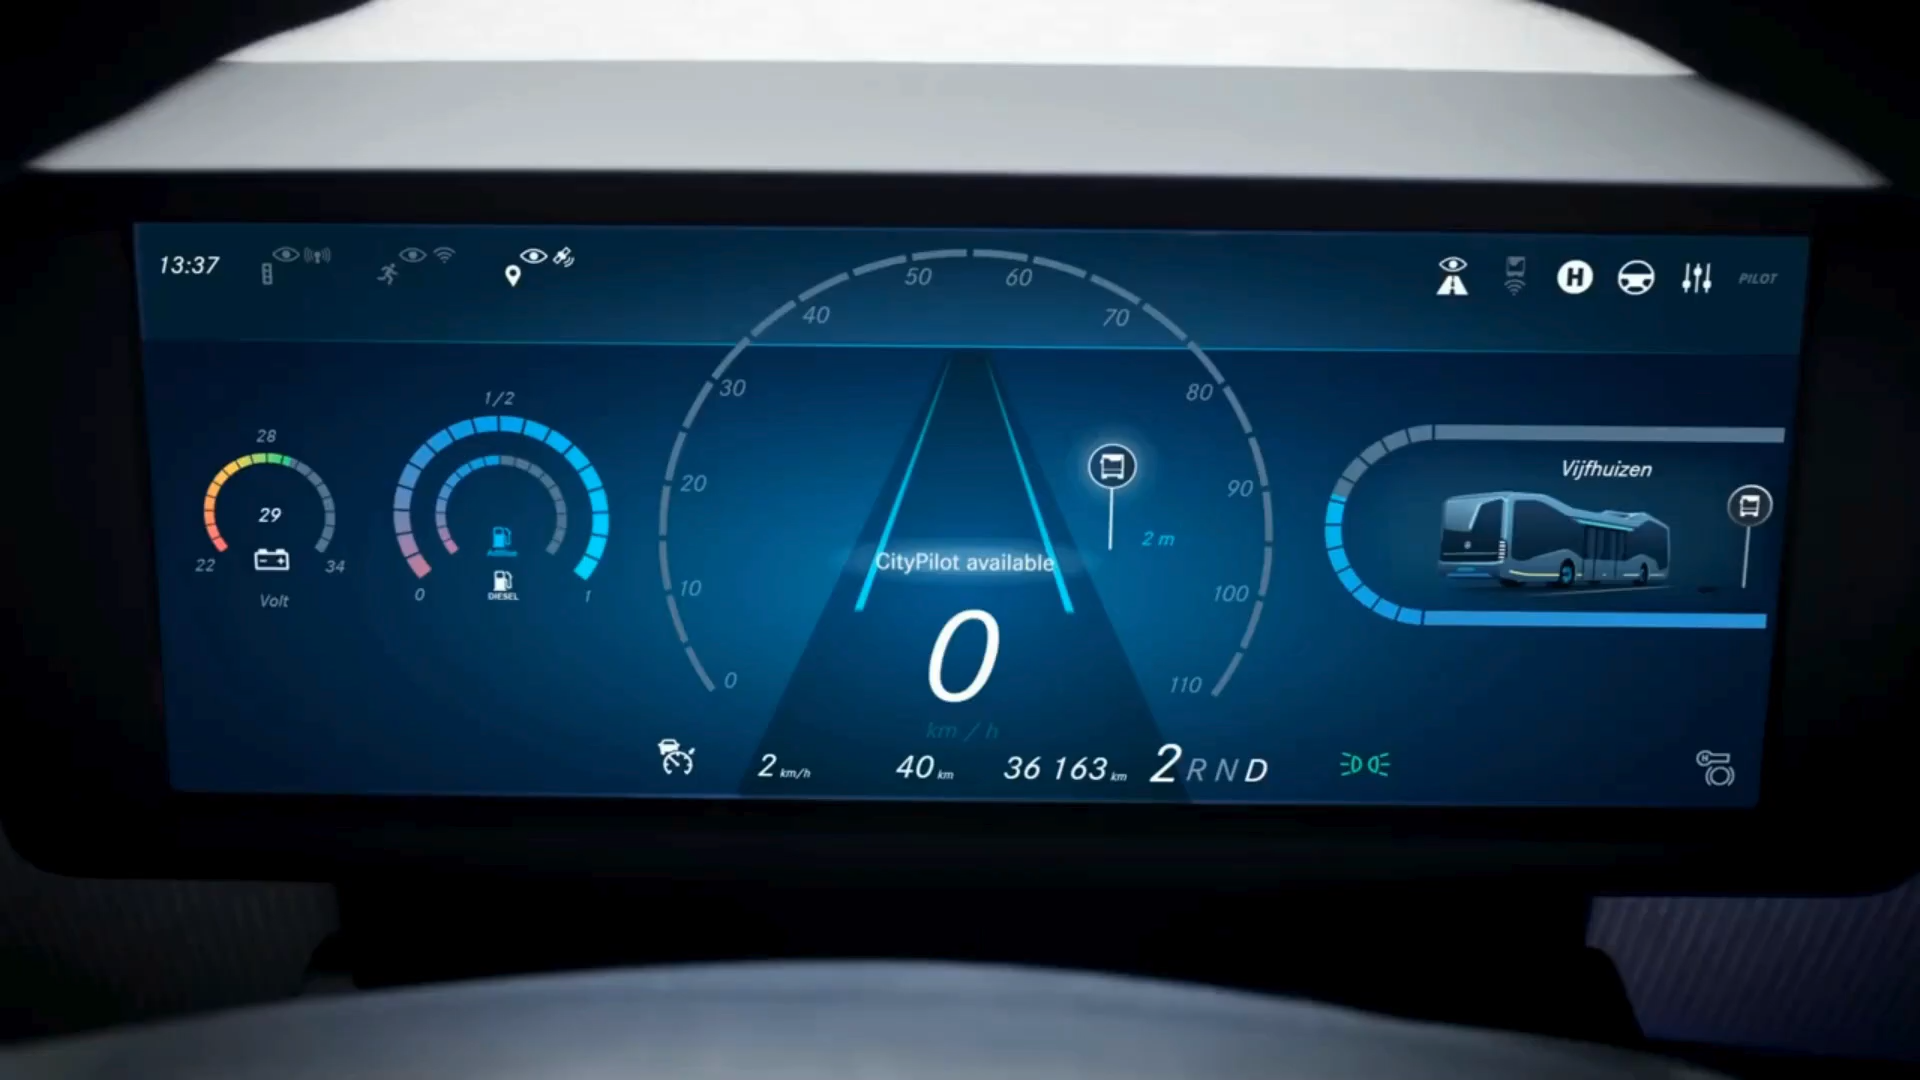 13:37
PILOT
50 60
40 70
30 80
20 90
10 100
0 110
28
29
22 34
Volt
1/2
AdBlue
DIESEL
0 1
H
Vijfhuizen
2 m
CityPilot available
0
km / h
2 km/h 40 km 36 163 km 2 R N D
H